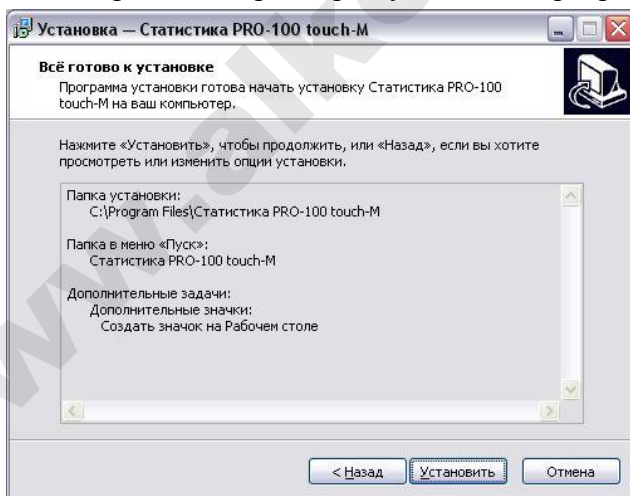 Установка — Статистика PRO-100 touch-M
Всё готово к установке
Программа установки готова начать установку Статистика PRO-100
touch-M на ваш компьютер.
Нажмите «Установить», чтобы продолжить, или «Назад», если вы хотите
просмотреть или изменить опции установки.
Папка установки:
C:\Program Files\Статистика PRO-100 touch-M
Папка в меню «Пуск»:
Статистика PRO-100 touch-M
Дополнительные задачи:
Дополнительные значки:
Создать значок на Рабочем столе
< Назад
Установить
Отмена